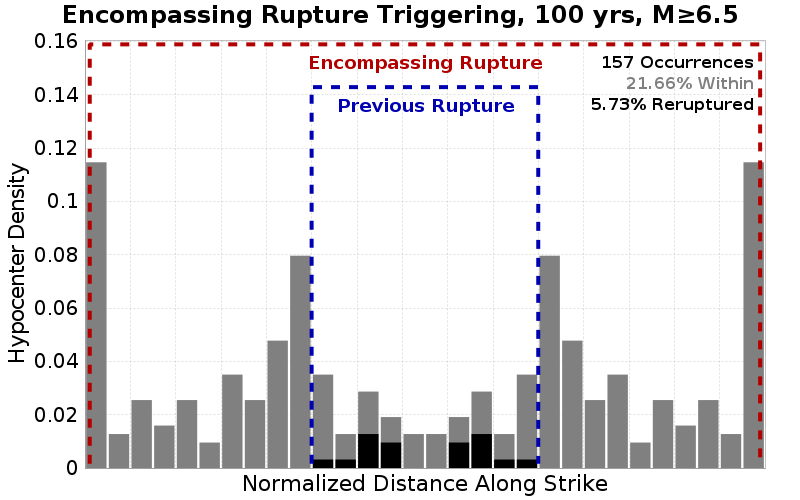 Encompassing Rupture Triggering, 100 yrs, M≥6.5
0.16
0.14
0.12
0.1
0.08
0.06
0.04
0.02
0
Hypocenter Density
Encompassing Rupture
Previous Rupture
157 Occurrences
21.66% Within
5.73% Reruptured
Normalized Distance Along Strike